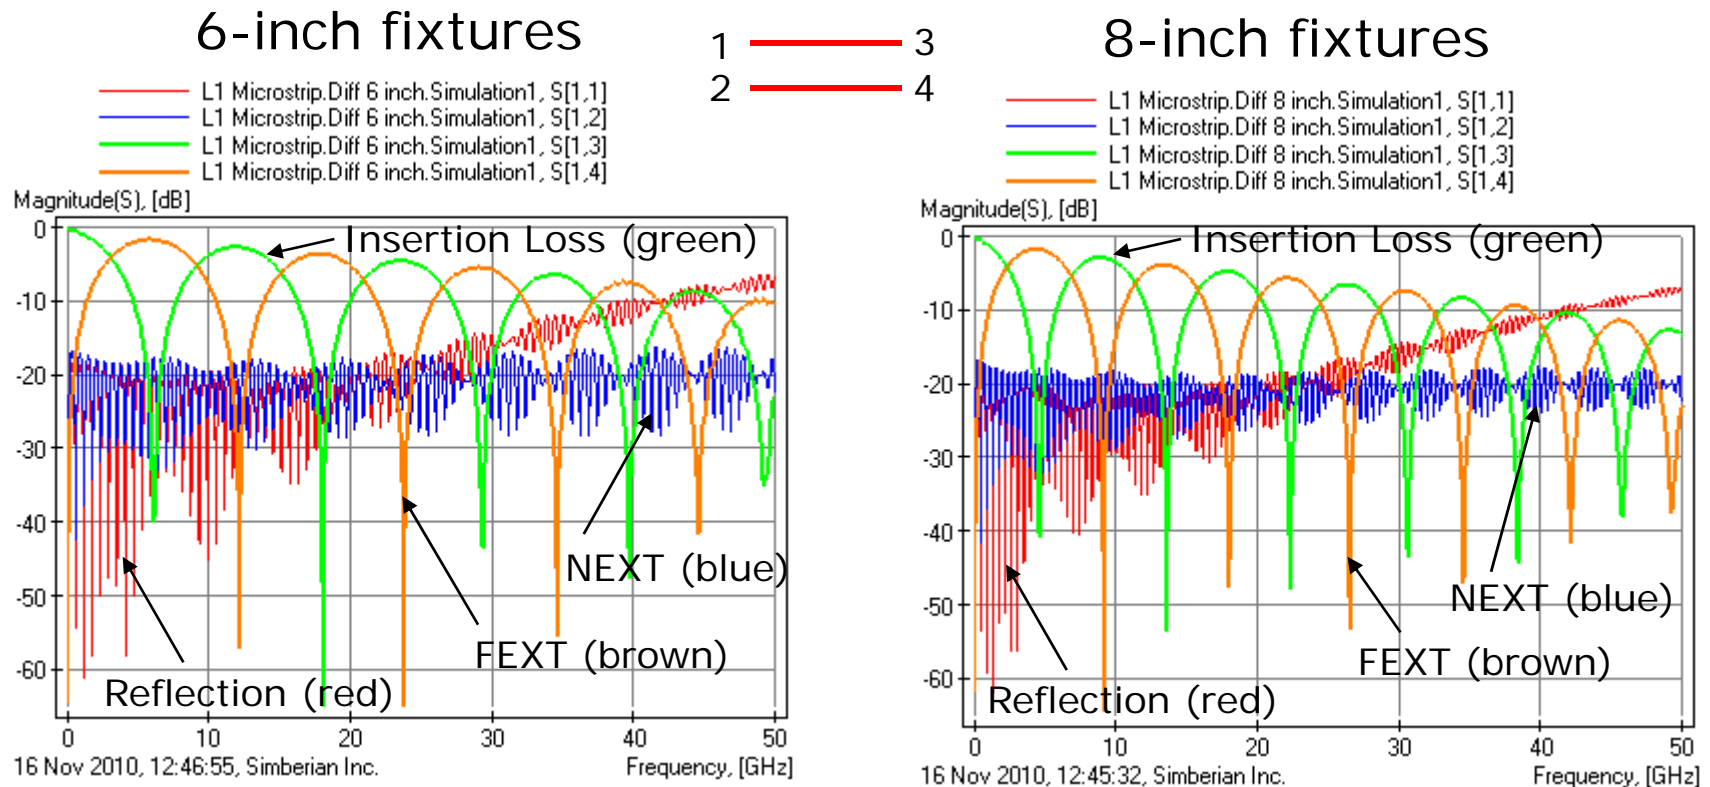 6-inch fixtures
1 3
2 4
8-inch fixtures
L1 Microstrip.Diff 6 inch.Simulation1, S[1,1]
L1 Microstrip.Diff 6 inch.Simulation1, S[1,2]
L1 Microstrip.Diff 6 inch.Simulation1, S[1,3]
L1 Microstrip.Diff 6 inch.Simulation1, S[1,4]
Magnitude(S), [dB]
0
-10
-20
-30
-40
-50
-60
Insertion Loss (green)
NEXT (blue)
FEXT (brown)
Reflection (red)
0 10 20 30 40 50
16 Nov 2010, 12:46:55, Simberian Inc.
Frequency, [GHz]
L1 Microstrip.Diff 8 inch.Simulation1, S[1,1]
L1 Microstrip.Diff 8 inch.Simulation1, S[1,2]
L1 Microstrip.Diff 8 inch.Simulation1, S[1,3]
L1 Microstrip.Diff 8 inch.Simulation1, S[1,4]
Magnitude(S), [dB]
0
-10
-20
-30
-40
-50
-60
Insertion Loss (green)
NEXT (blue)
FEXT (brown)
Reflection (red)
0 10 20 30 40 50
16 Nov 2010, 12:45:32, Simberian Inc.
Frequency, [GHz]